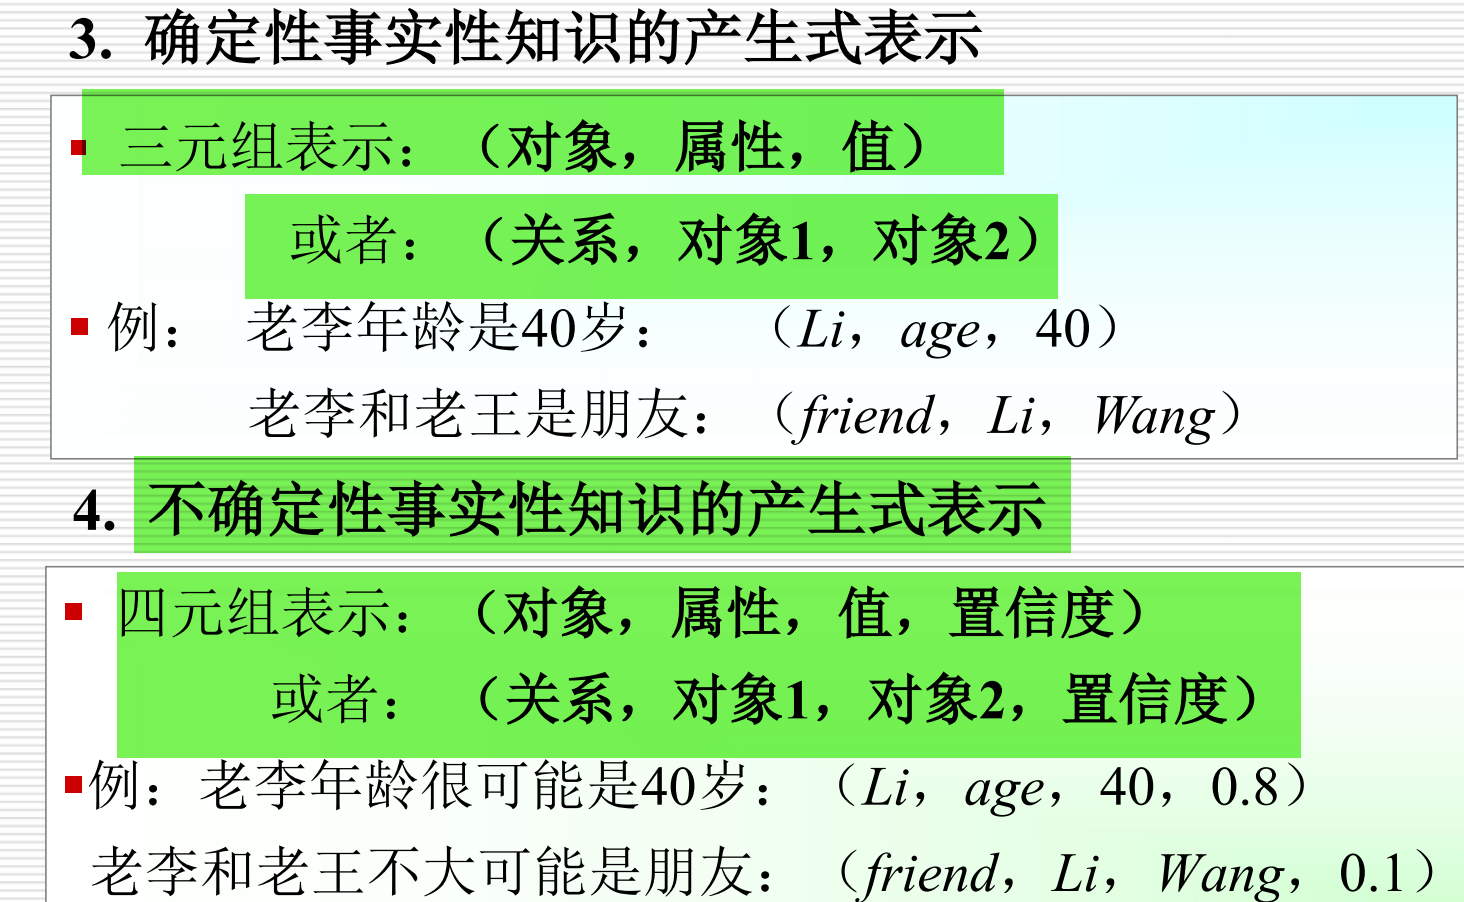 3. 确定性事实性知识的产生式表示
三元组表示：（对象，属性，值）
或者：（关系，对象1，对象2）
例： 老李年龄是40岁： （Li，age，40）
老李和老王是朋友： （friend，Li，Wang）
4. 不确定性事实性知识的产生式表示
四元组表示：（对象，属性，值，置信度）
或者：（关系，对象1，对象2，置信度）
例：老李年龄很可能是40岁：（Li，age，40，0.8）
老李和老王不大可能是朋友：（friend，Li，Wang，0.1）